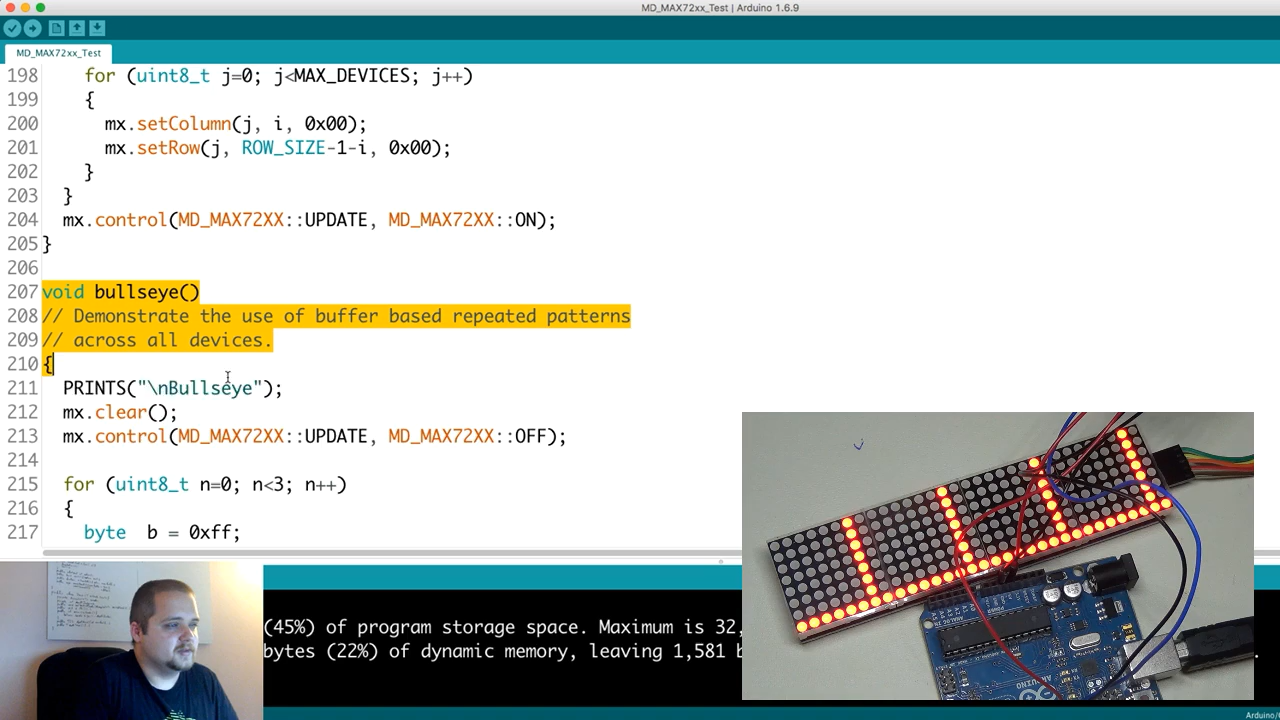 MD_MAX72xx_Test | Arduino 1.6.9
MD_MAX72xx_Test
198 for (uint8_t j=0; j<MAX_DEVICES; j++)
199 {
200 mx.setColumn(j, i, 0x00);
201 mx.setRow(j, ROW_SIZE-1-i, 0x00);
202 }
203 }
204 mx.control(MD_MAX72XX::UPDATE, MD_MAX72XX::ON);
205 }
206
207 void bullseye()
208 // Demonstrate the use of buffer based repeated patterns
209 // across all devices.
210 {
211 PRINTS("\nBullseye");
212 mx.clear();
213 mx.control(MD_MAX72XX::UPDATE, MD_MAX72XX::OFF);
214
215 for (uint8_t n=0; n<3; n++)
216 {
217 byte b = 0xff;
(45%) of program storage space. Maximum is 32,
bytes (22%) of dynamic memory, leaving 1,581 b
ARDUINO
Arduino/